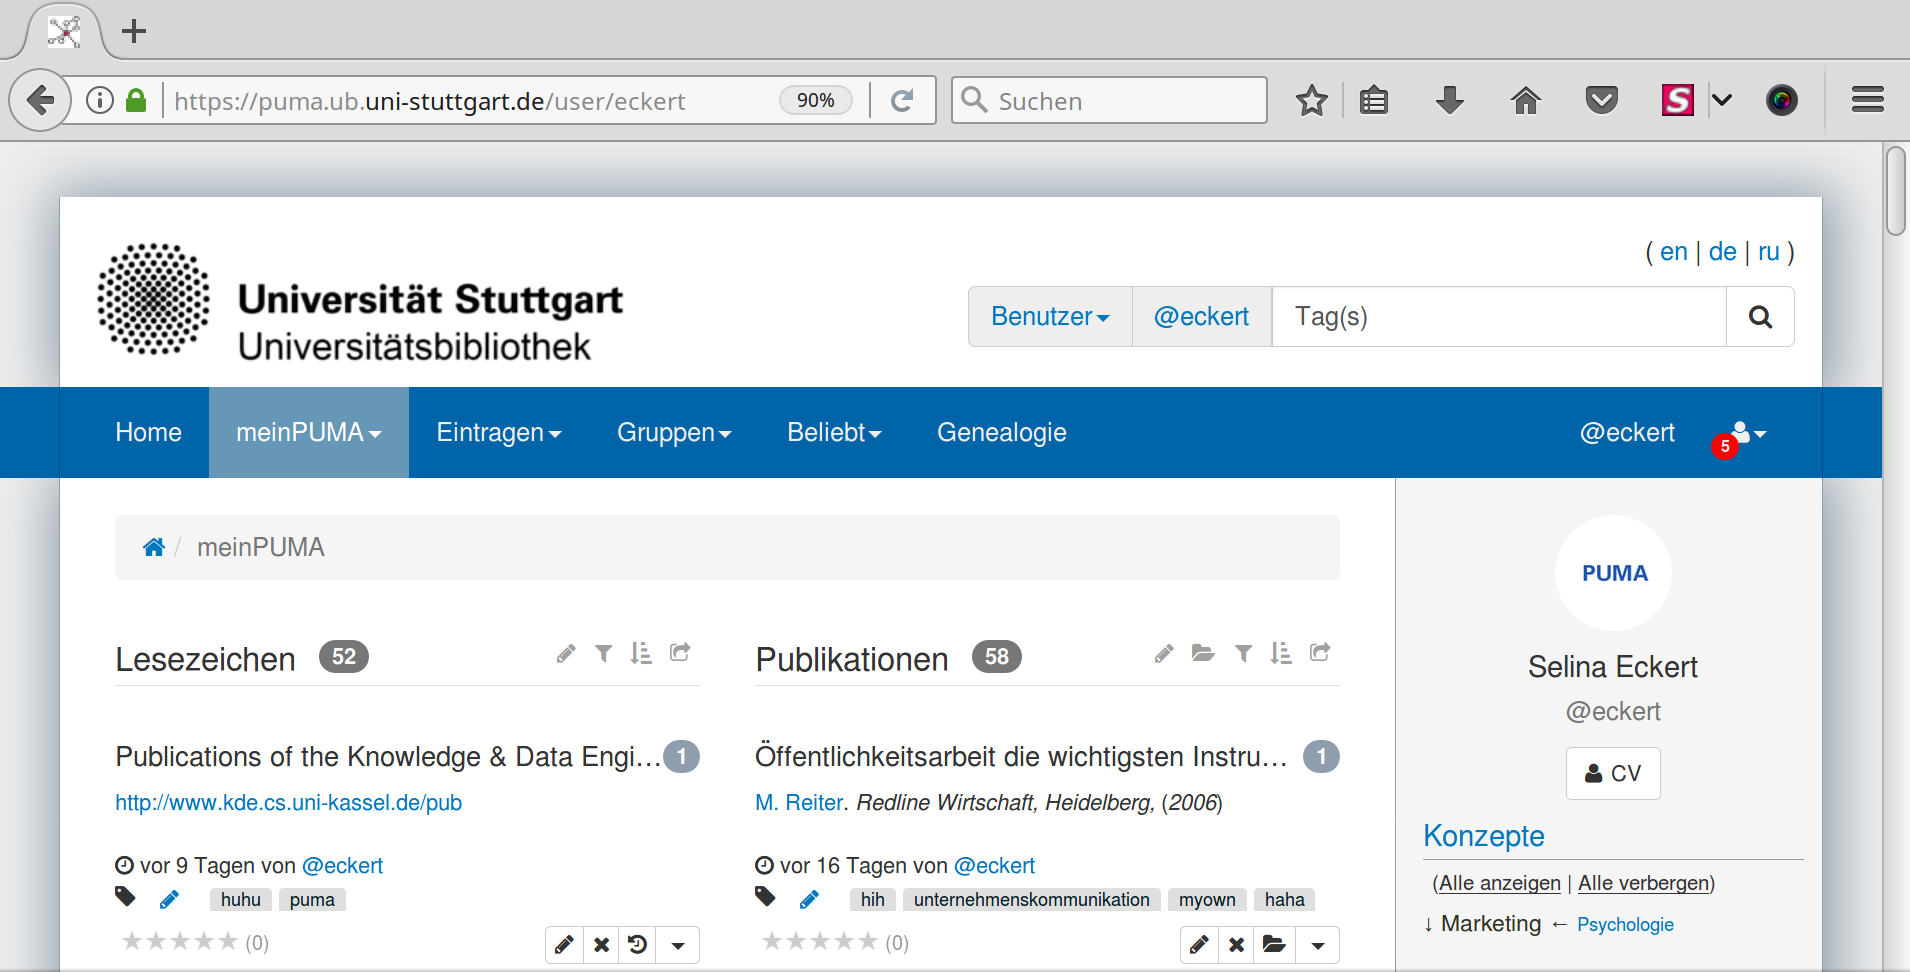 https://puma.ub.uni-stuttgart.de/user/eckert 90% Suchen
( en | de | ru )
Universität Stuttgart
Universitätsbibliothek
Benutzer @eckert Tag(s)
Home meinPUMA Eintragen Gruppen Beliebt Genealogie @eckert 5
/ meinPUMA
PUMA
Selina Eckert
@eckert
CV
Konzepte
(Alle anzeigen | Alle verbergen)
↓ Marketing ← Psychologie
Lesezeichen 52
Publications of the Knowledge & Data Engi... 1
http://www.kde.cs.uni-kassel.de/pub
vor 9 Tagen von @eckert
huhu puma
(0)
Publikationen 58
Öffentlichkeitsarbeit die wichtigsten Instru... 1
M. Reiter. Redline Wirtschaft, Heidelberg, (2006)
vor 16 Tagen von @eckert
hih unternehmenskommunikation myown haha
(0)